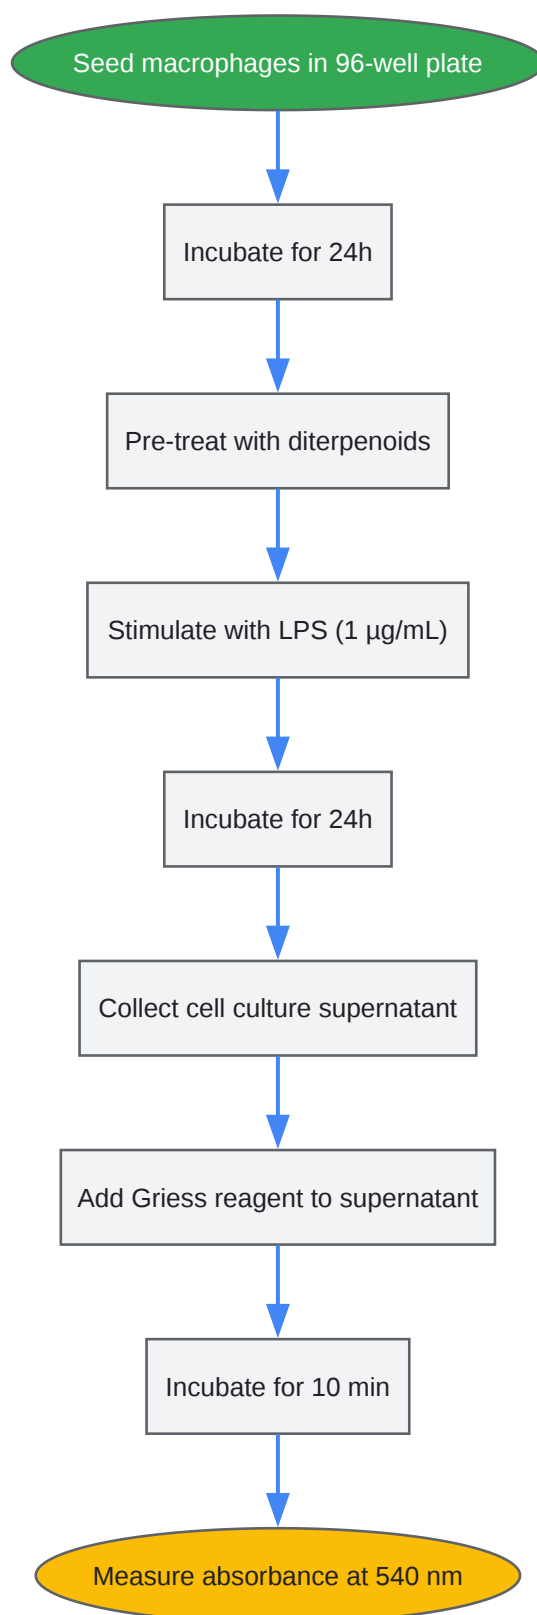 Seed macrophages in 96-well plate
Incubate for 24h
Pre-treat with diterpenoids
Stimulate with LPS (1 µg/mL)
Incubate for 24h
Collect cell culture supernatant
Add Griess reagent to supernatant
Incubate for 10 min
Measure absorbance at 540 nm